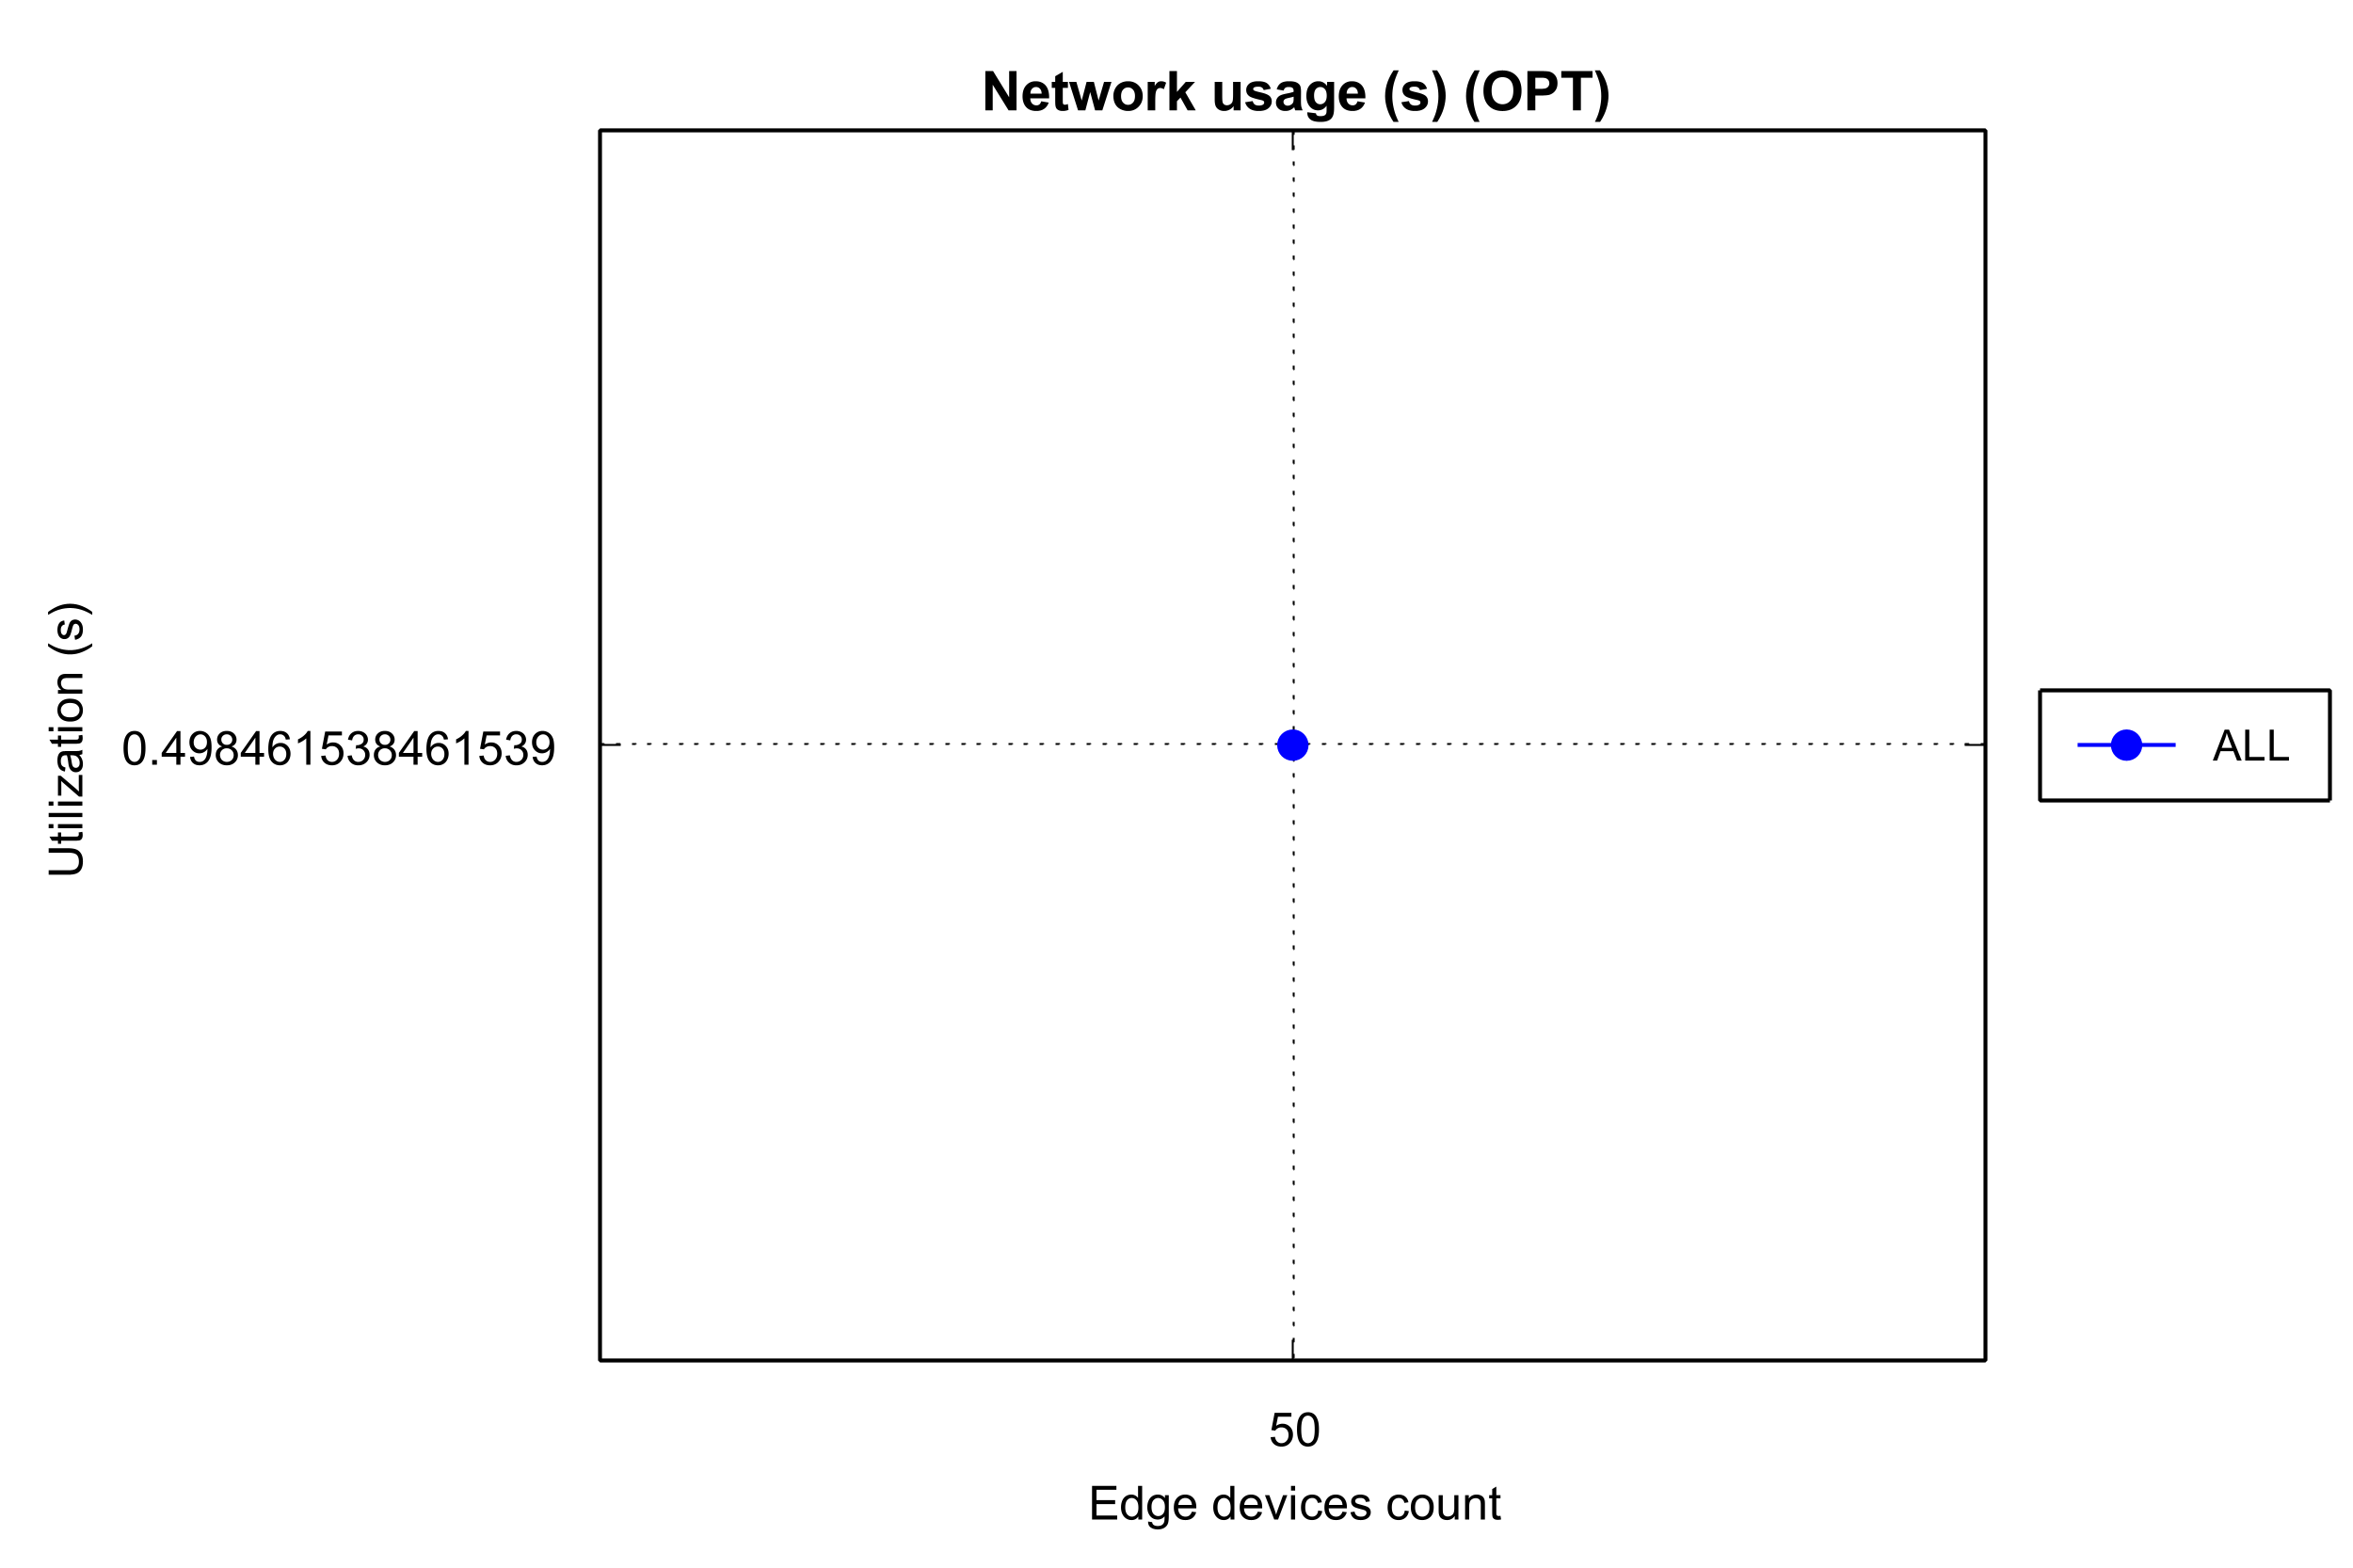 Network usage (s) (OPT)
Utilization (s)
0.498461538461539
ALL
50
Edge devices count